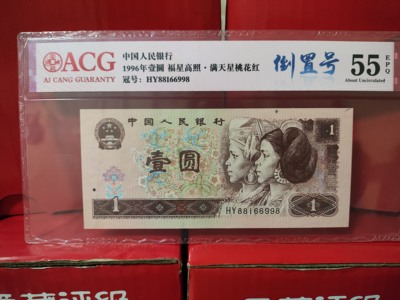 ACG
AI CANG GUARANTY
中国人民银行
1996年壹圆 福星高照·满天星桃花红
冠号：HY88166998
倒置号
55 EPQ
About Uncirculated
中国人民银行
1
壹圆
1
HY88166998
1